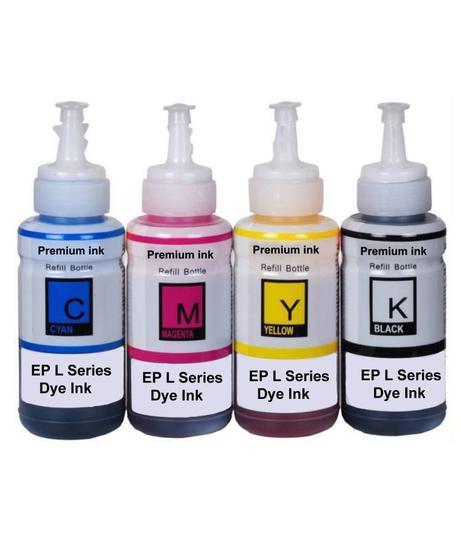 Premium ink
Refill Bottle
C
CYAN
EP L Series
Dye Ink
Premium ink
Refill Bottle
M
MAGENTA
EP L Series
Dye Ink
Premium ink
Refill Bottle
Y
YELLOW
EP L Series
Dye Ink
Premium ink
Refill Bottle
K
BLACK
EP L Series
Dye Ink